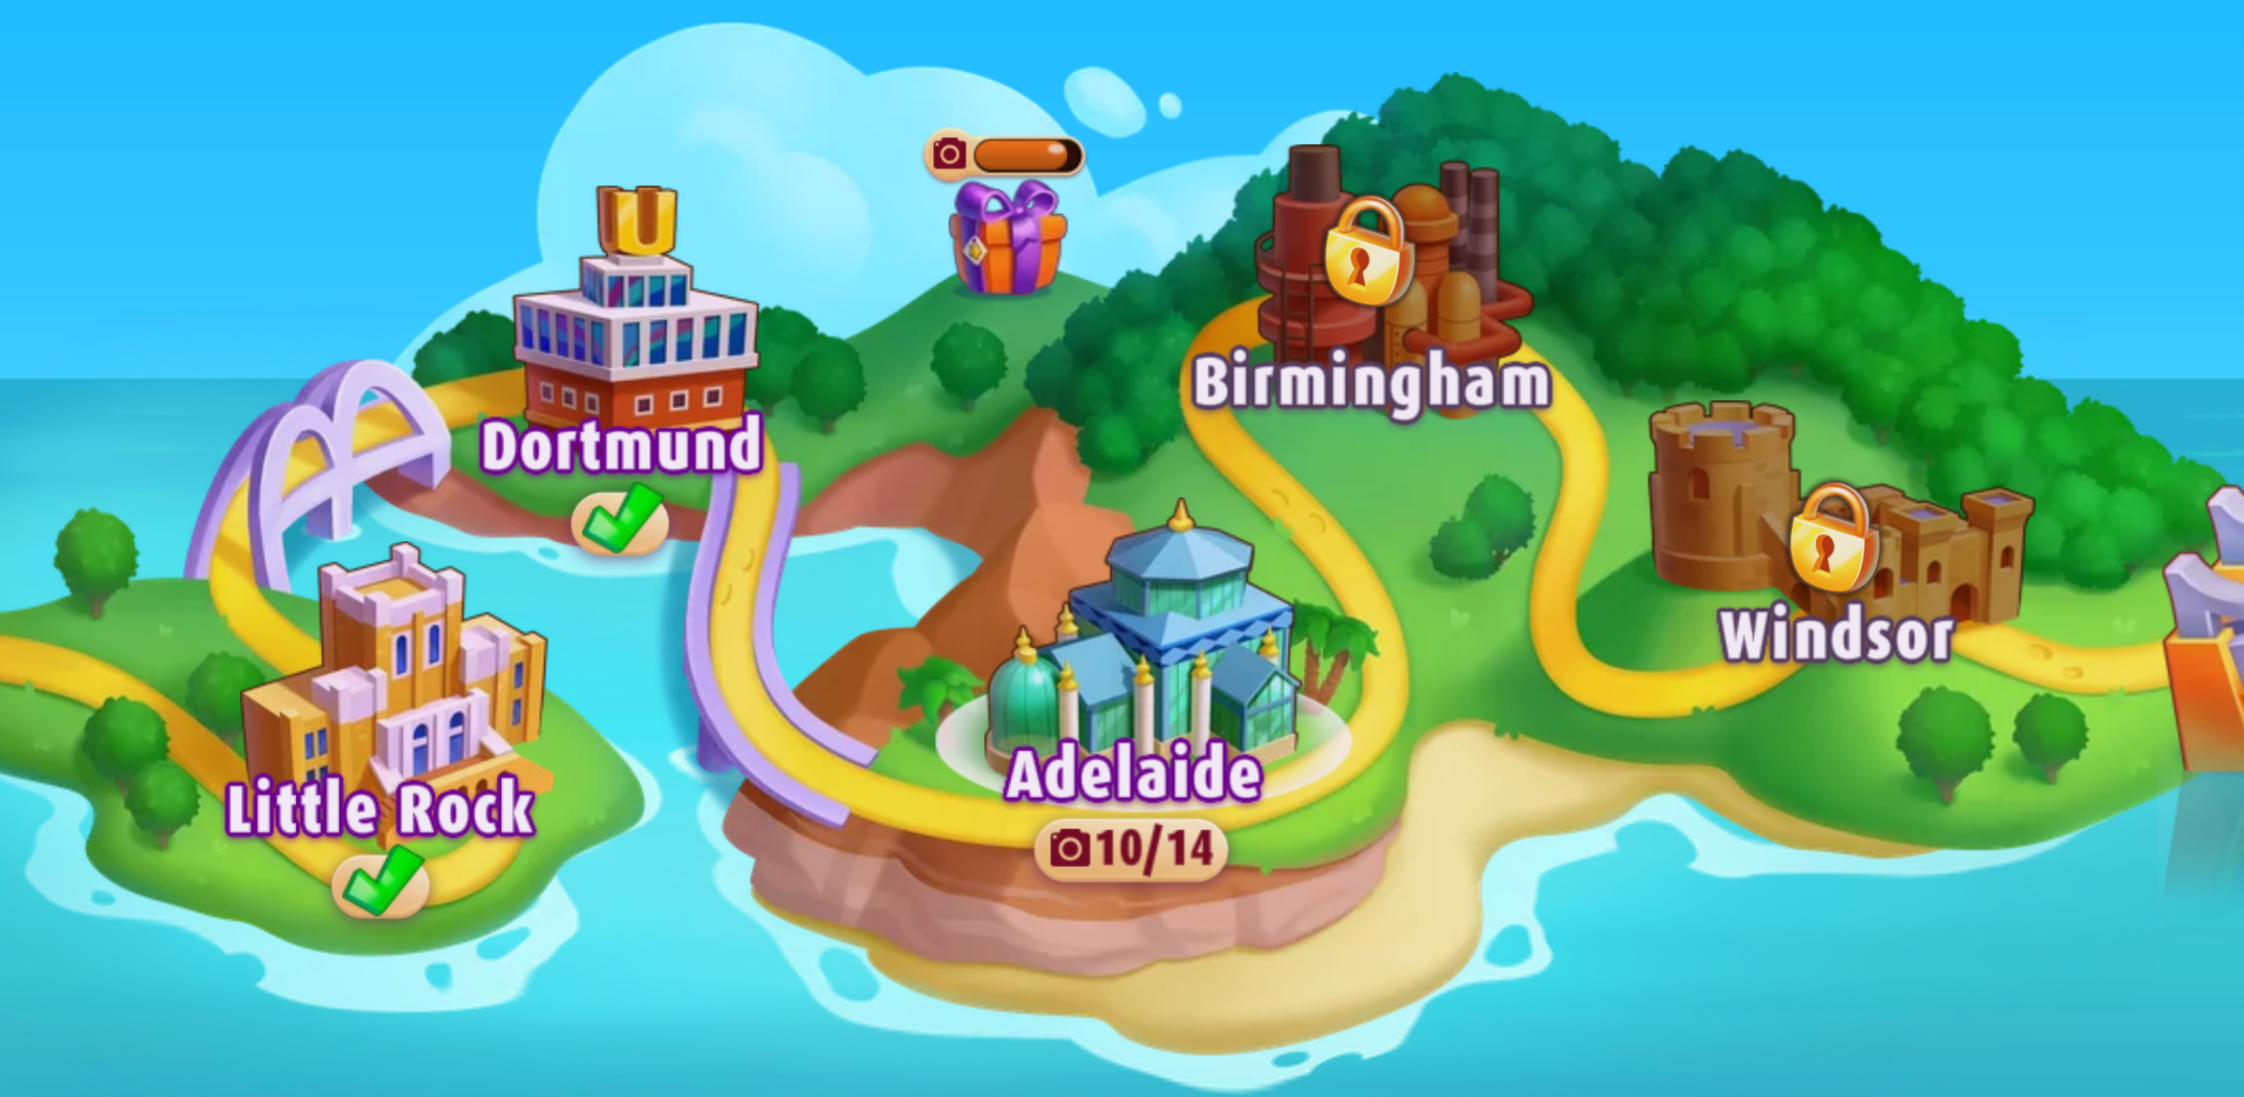 U
Dortmund
Birmingham
Windsor
Little Rock
Adelaide
10/14